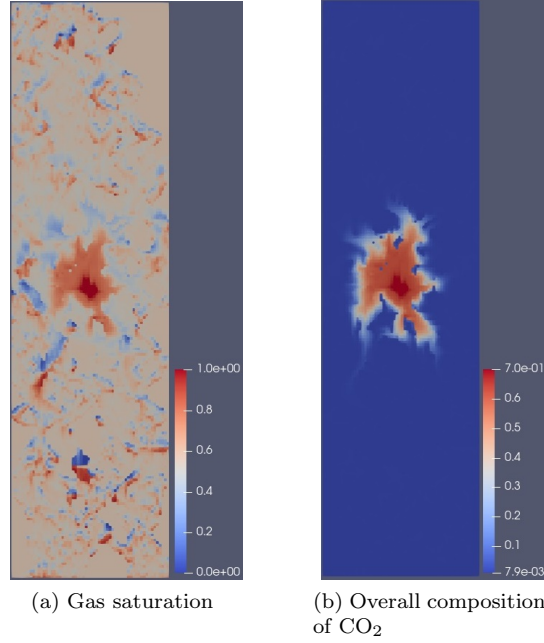 1.0e+00
0.8
0.6
0.4
0.2
0.0e+00
7.0e-01
0.6
0.5
0.4
0.3
0.2
0.1
7.9e-03
(a) Gas saturation
(b) Overall composition
of CO₂